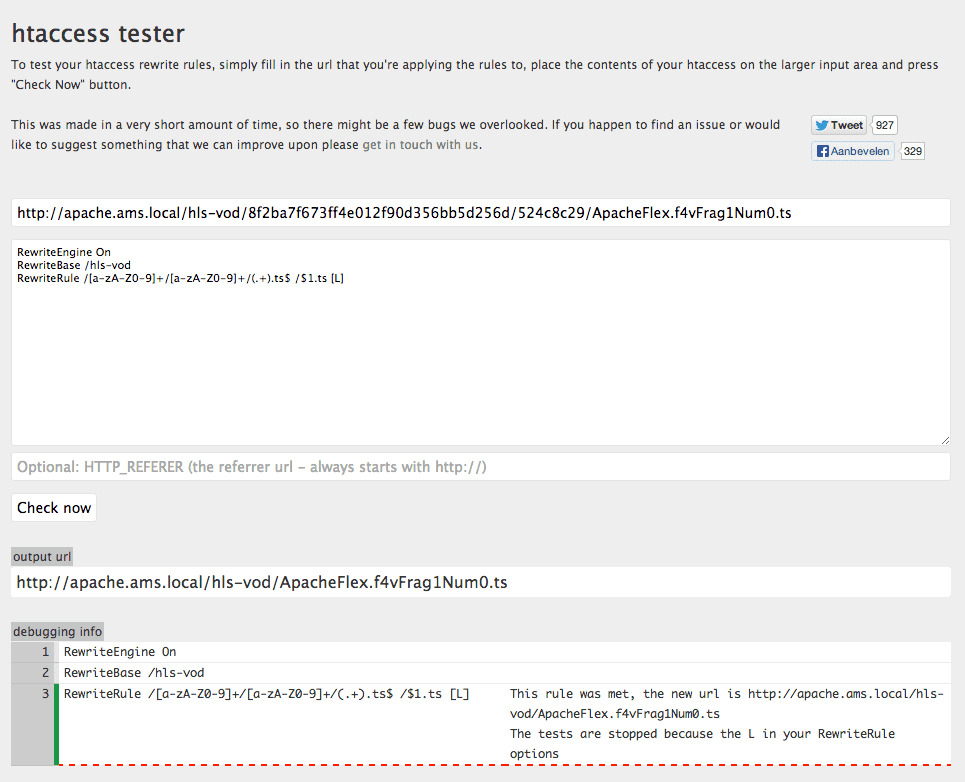 htaccess tester
To test your htaccess rewrite rules, simply fill in the url that you're applying the rules to, place the contents of your htaccess on the larger input area and press
"Check Now" button.
This was made in a very short amount of time, so there might be a few bugs we overlooked. If you happen to find an issue or would
like to suggest something that we can improve upon please get in touch with us.
Tweet 927
Aanbevelen 329
http://apache.ams.local/hls-vod/8f2ba7f673ff4e012f90d356bb5d256d/524c8c29/ApacheFlex.f4vFrag1Num0.ts
RewriteEngine On
RewriteBase /hls-vod
RewriteRule /[a-zA-Z0-9]+/[a-zA-Z0-9]+/(.+).ts$ /$1.ts [L]
Optional: HTTP_REFERER (the referrer url - always starts with http://)
Check now
output url
http://apache.ams.local/hls-vod/ApacheFlex.f4vFrag1Num0.ts
debugging info
1 RewriteEngine On
2 RewriteBase /hls-vod
3 RewriteRule /[a-zA-Z0-9]+/[a-zA-Z0-9]+/(.+).ts$ /$1.ts [L] This rule was met, the new url is http://apache.ams.local/hls-
vod/ApacheFlex.f4vFrag1Num0.ts
The tests are stopped because the L in your RewriteRule
options